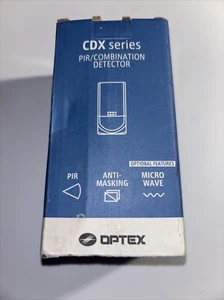 CDX series
PIR/COMBINATION
DETECTOR
OPTIONAL FEATURES
PIR
ANTI-
MASKING
MICRO
WAVE
OPTEX